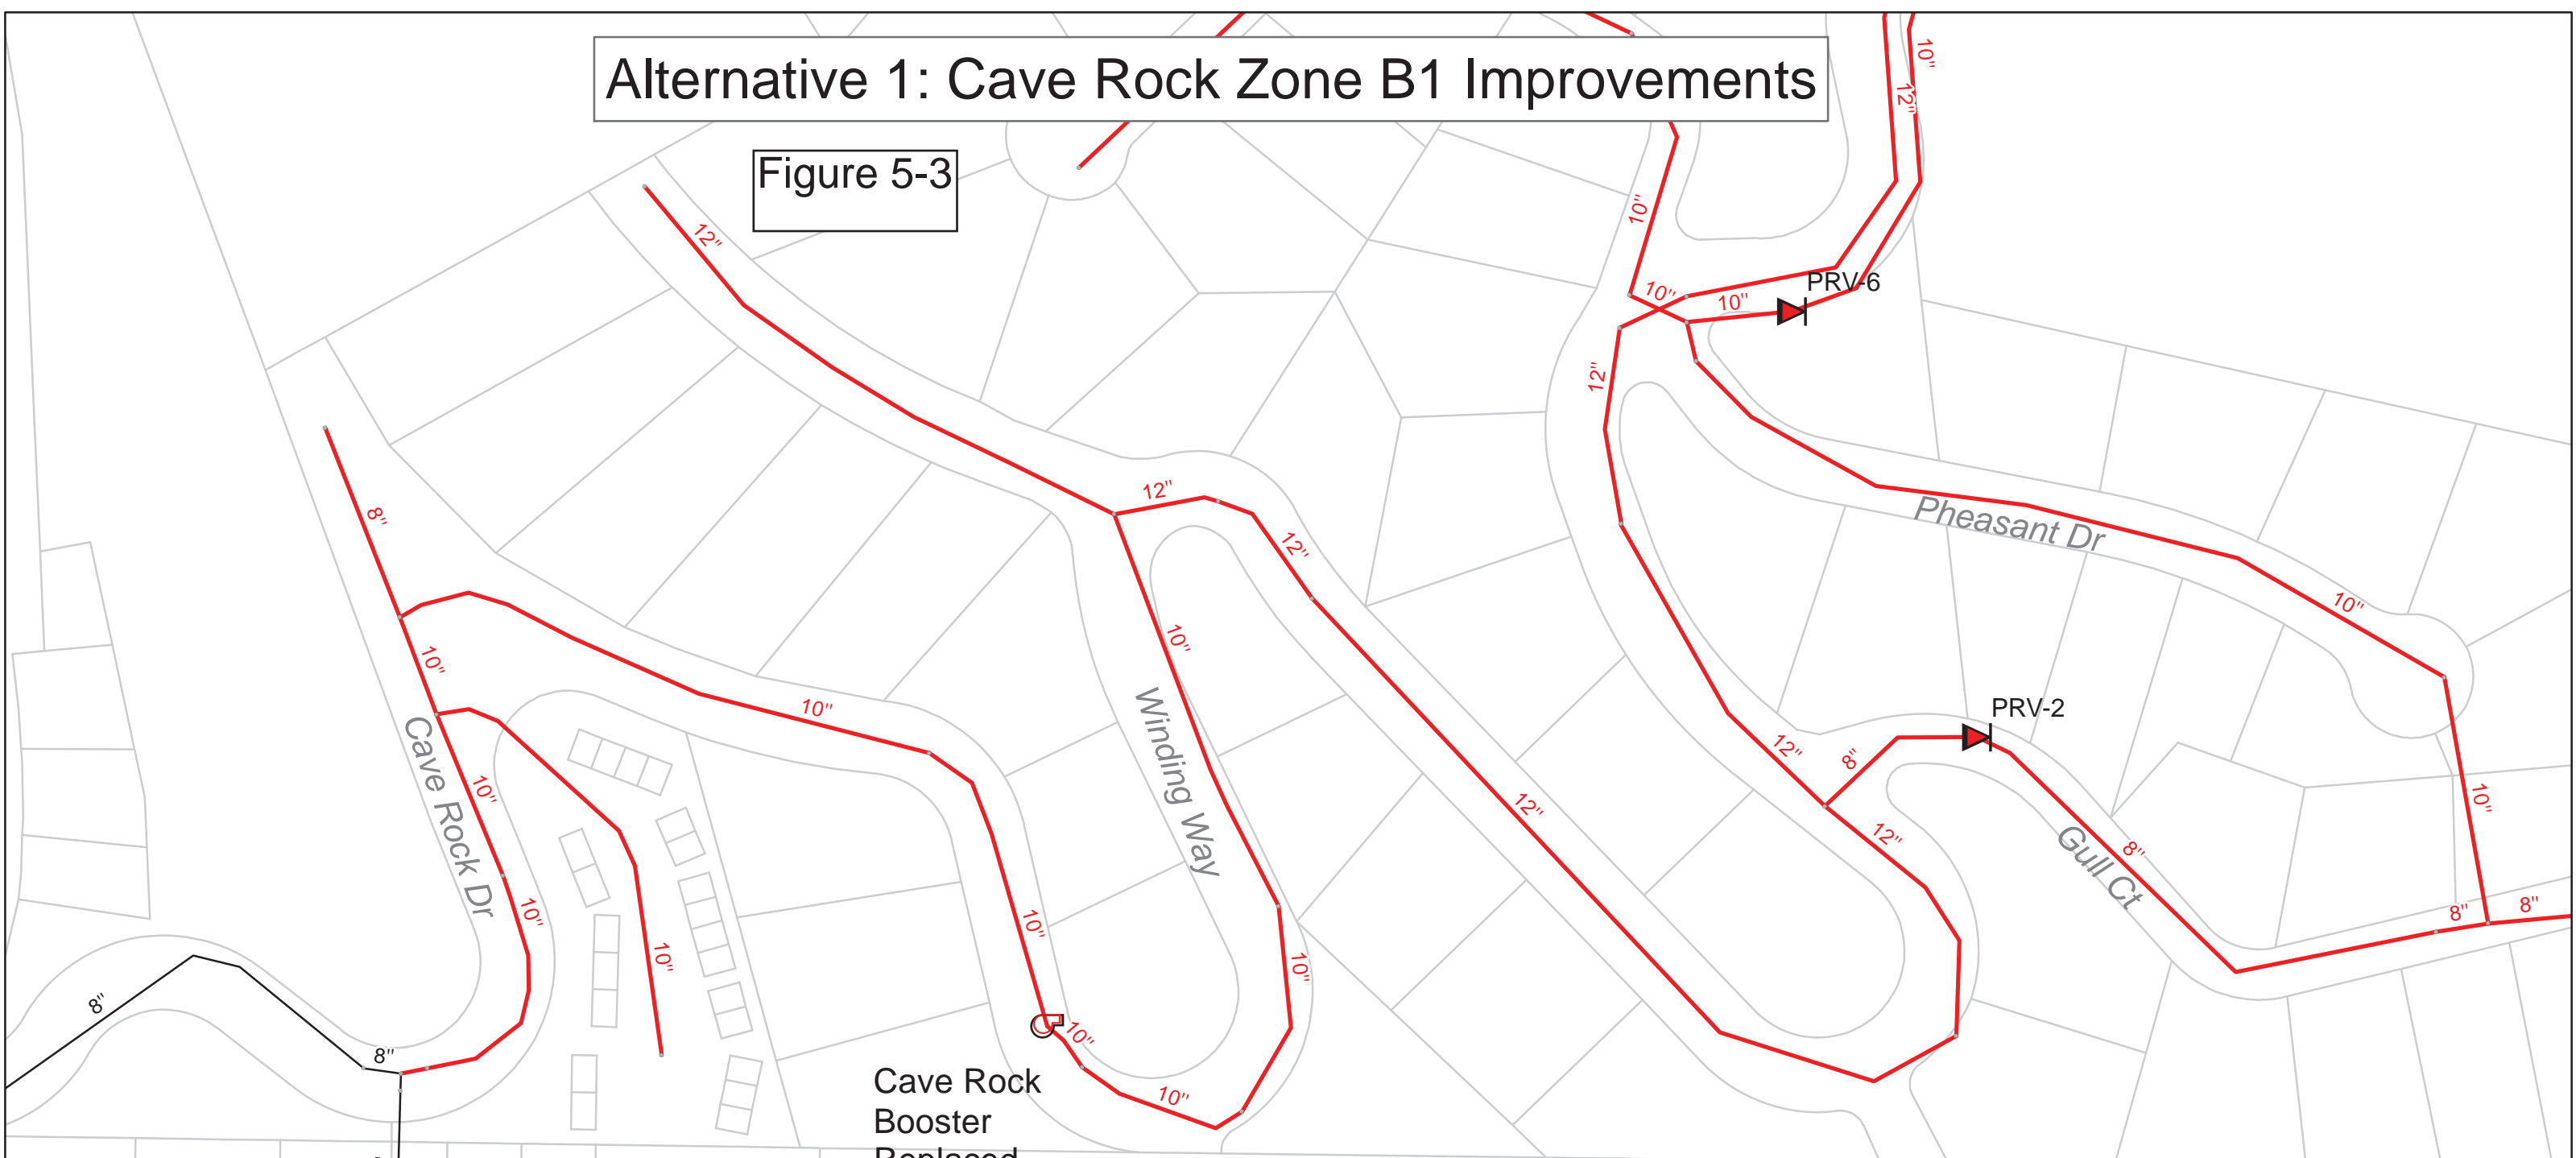 Alternative 1: Cave Rock Zone B1 Improvements
Figure 5-3
10"
12"
10"
12"
PRV-6
10"
10"
12"
12"
8"
Pheasant Dr
12"
10"
10"
10"
Winding Way
10"
PRV-2
Cave Rock Dr
12"
8"
10"
12"
10"
12"
8"
Gull Ct
10"
10"
10"
8"
8"
10"
8"
8"
10"
10"
Cave Rock
10"
Booster
Replaced